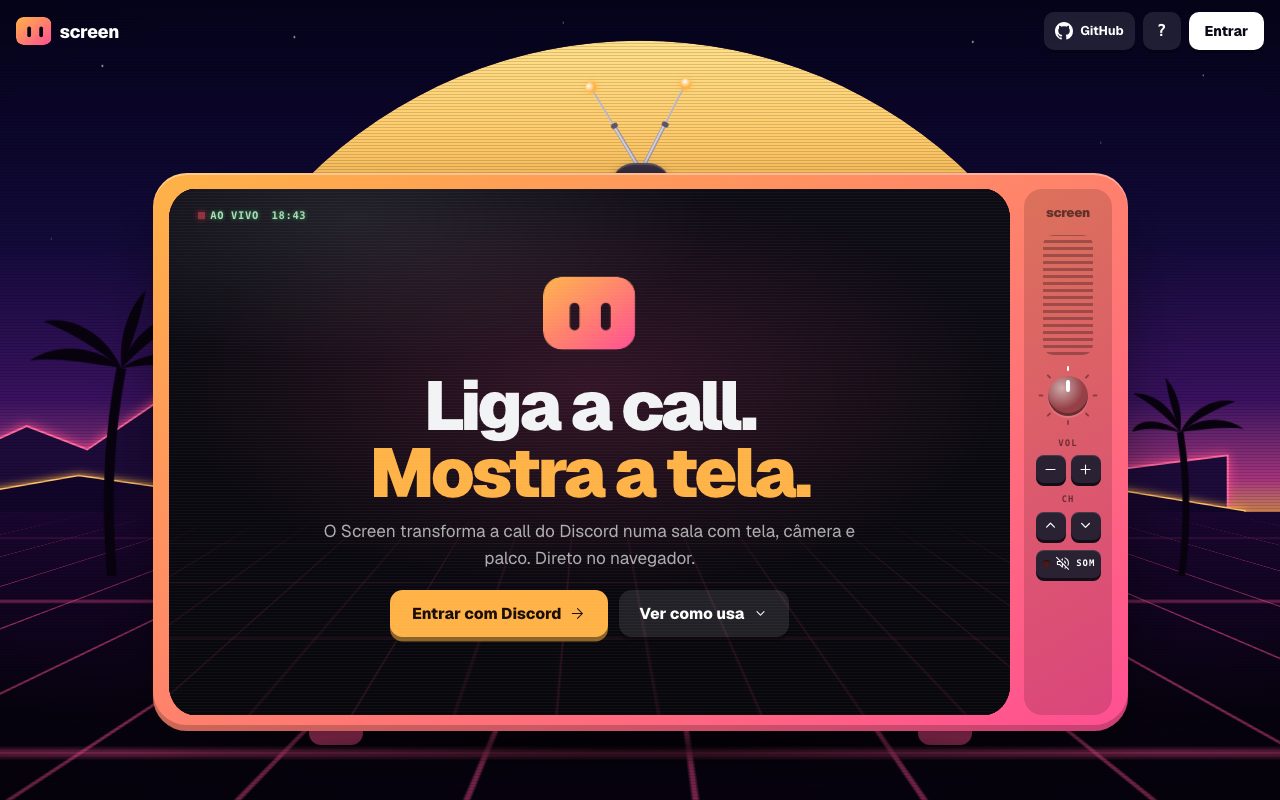 screen
GitHub
?
Entrar
AO VIVO 18:43
screen
Liga a call.
Mostra a tela.
O Screen transforma a call do Discord numa sala com tela, câmera e
palco. Direto no navegador.
Entrar com Discord →
Ver como usa
VOL
− +
CH
SOM